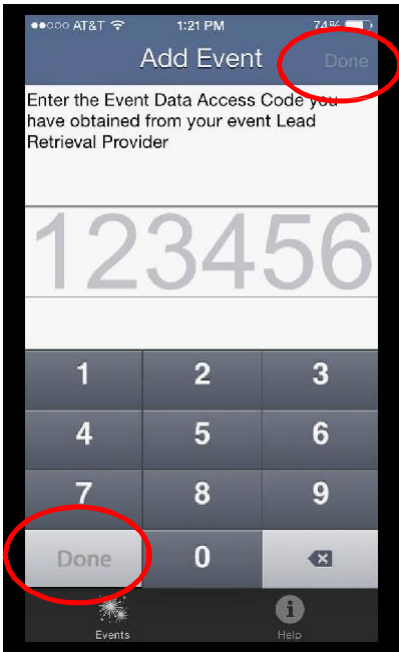 AT&T 1:21 PM 74%
Add Event Done
Enter the Event Data Access Code you
have obtained from your event Lead
Retrieval Provider
123456
1 2 3
4 5 6
7 8 9
Done 0
Events Help